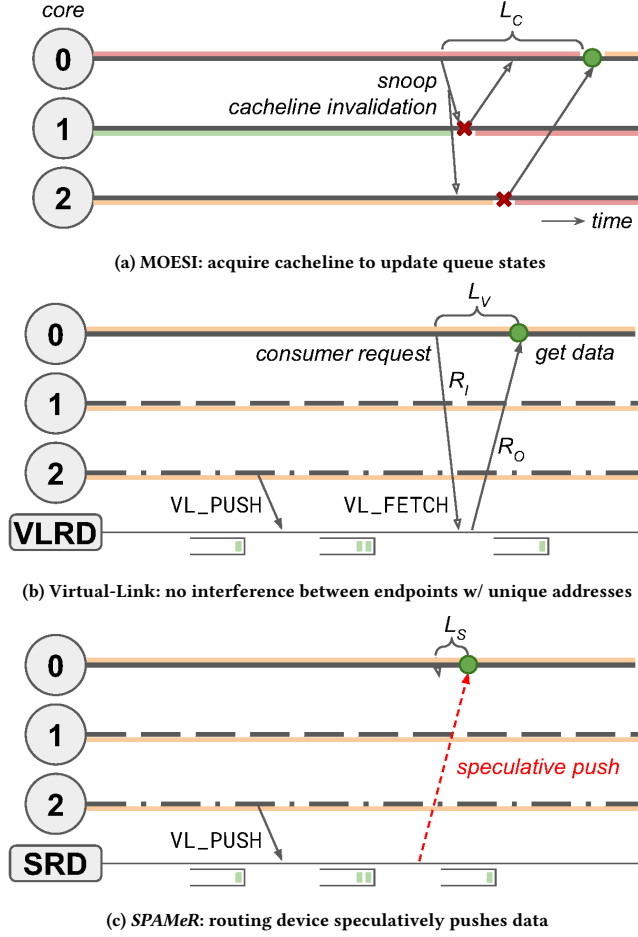 core
L_C
0
snoop
cacheline invalidation
1
2
time
(a) MOESI: acquire cacheline to update queue states
L_V
0
consumer request
get data
R_I
1
R_O
2
VL_PUSH
VL_FETCH
VLRD
(b) Virtual-Link: no interference between endpoints w/ unique addresses
L_S
0
1
speculative push
2
VL_PUSH
SRD
(c) SPAMeR: routing device speculatively pushes data